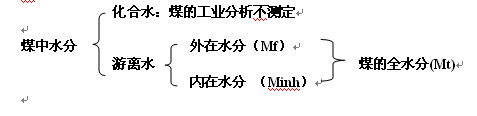 化合水：煤的工业分析不测定
煤中水分
外在水分（Mf）
游离水
煤的全水分(Mt)
内在水分 （Minh）